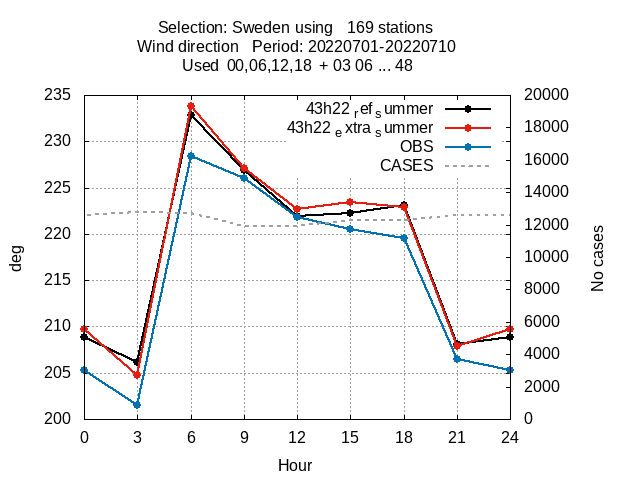 Selection: Sweden using 169 stations
Wind direction Period: 20220701-20220710
Used 00,06,12,18 + 03 06 ... 48
235
230
225
220
215
210
205
200
deg
20000
18000
16000
14000
12000
10000
8000
6000
4000
2000
0
No cases
43h22 ref summer
43h22 extra summer
OBS
CASES
0 3 6 9 12 15 18 21 24
Hour